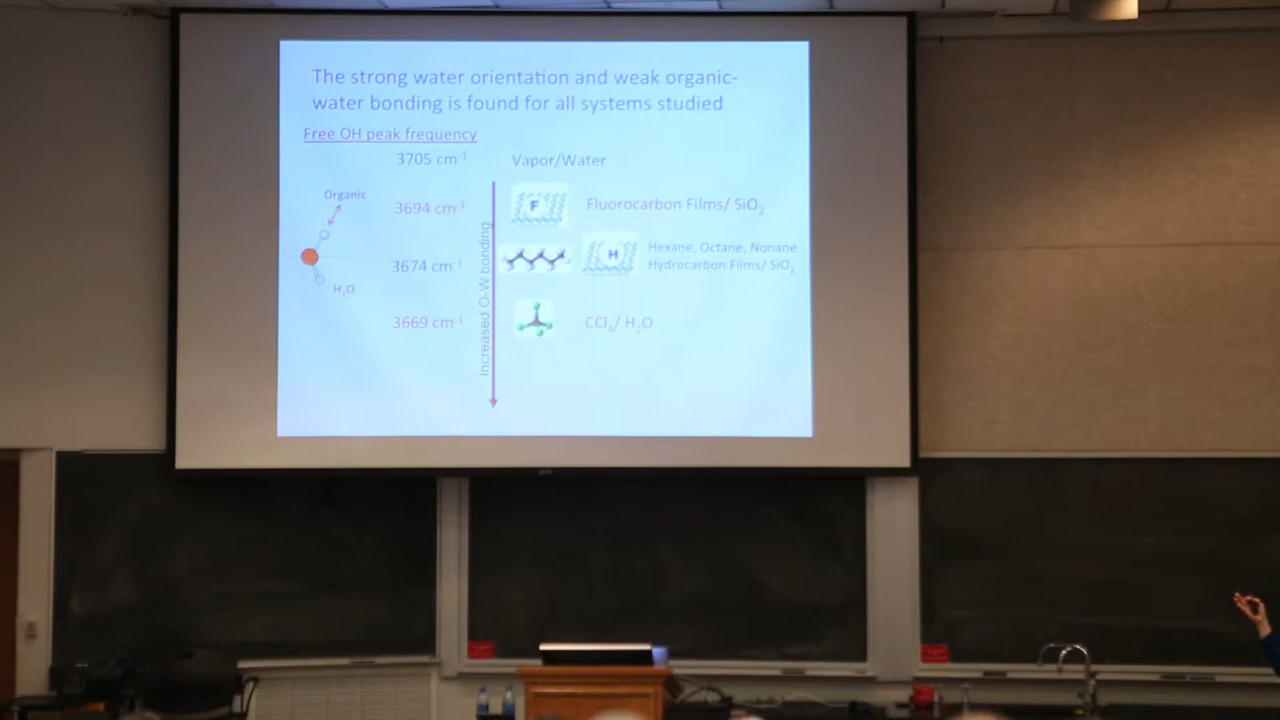 The strong water orientation and weak organic-
water bonding is found for all systems studied
Free OH peak frequency
3705 cm⁻¹ Vapor/Water
Organic
3694 cm⁻¹ F Fluorocarbon Films/ SiO₂
Increased O-W bonding
3674 cm⁻¹ H Hexane, Octane, Nonane
Hydrocarbon Films/ SiO₂
H₂O
3669 cm⁻¹ CCl₄/ H₂O